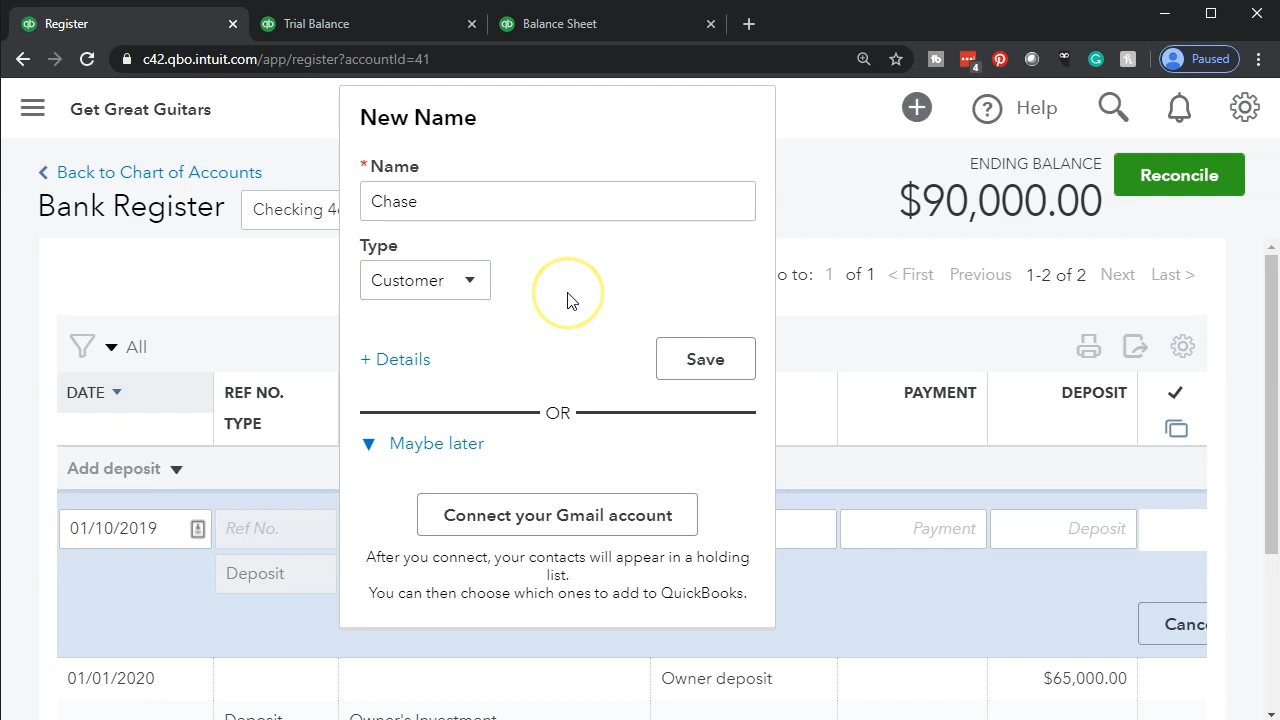 Register
Trial Balance
Balance Sheet
c42.qbo.intuit.com/app/register?accountId=41
4
Paused
Get Great Guitars
Help
Back to Chart of Accounts
Bank Register
Checking 4
ENDING BALANCE
$90,000.00
Reconcile
New Name
*Name
Chase
Type
Customer
+ Details
Save
OR
Maybe later
Connect your Gmail account
After you connect, your contacts will appear in a holding
list.
You can then choose which ones to add to QuickBooks.
o to: 1 of 1 < First Previous 1-2 of 2 Next Last >
All
DATE
REF NO.
TYPE
PAYMENT
DEPOSIT
Add deposit
01/10/2019
Ref No.
Payment
Deposit
Deposit
Canc
01/01/2020
Owner deposit
$65,000.00
Deposit
Owner's Investment